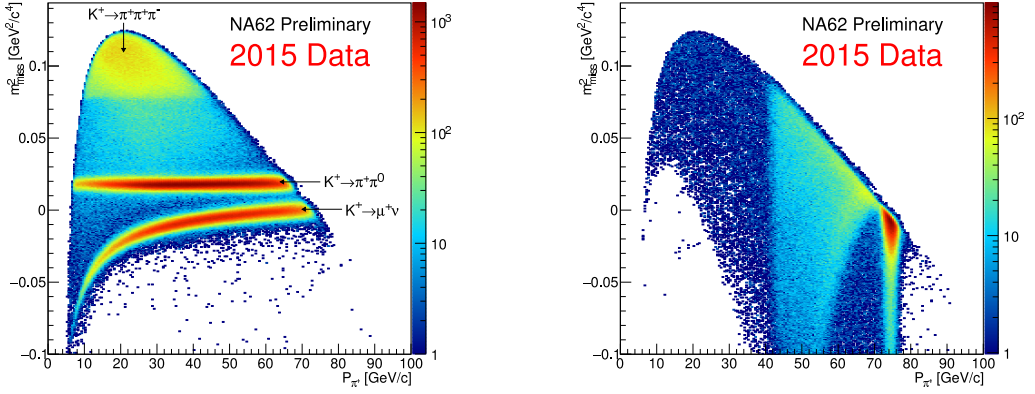 K⁺→π⁺π⁺π⁻
NA62 Preliminary
2015 Data
m²miss [GeV²/c⁴]
0.1
0.05
0
−0.05
−0.1
K⁺→π⁺π⁰
K⁺→μ⁺ν
0 10 20 30 40 50 60 70 80 90 100
Pπ⁺ [GeV/c]
10³
10²
10
1
NA62 Preliminary
2015 Data
m²miss [GeV²/c⁴]
0.1
0.05
0
−0.05
−0.1
0 10 20 30 40 50 60 70 80 90 100
Pπ⁺ [GeV/c]
10²
10
1